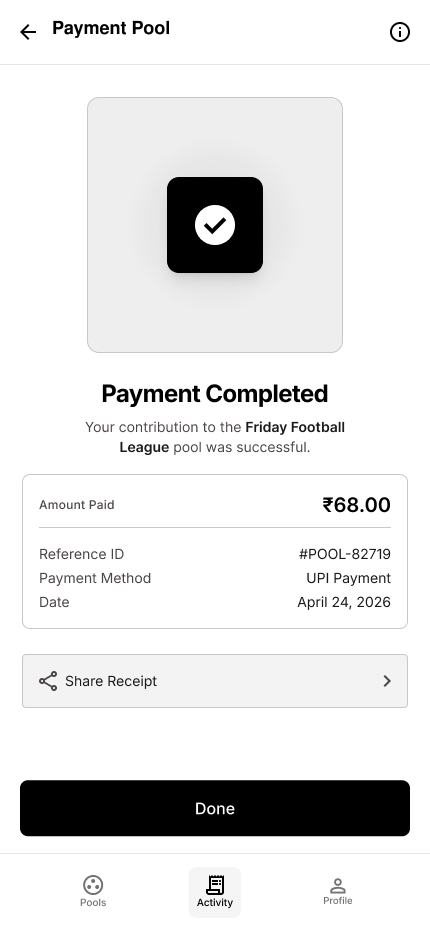 Payment Pool
Payment Completed
Your contribution to the Friday Football
League pool was successful.
Amount Paid ₹68.00
Reference ID #POOL-82719
Payment Method UPI Payment
Date April 24, 2026
Share Receipt
Done
Pools Activity Profile